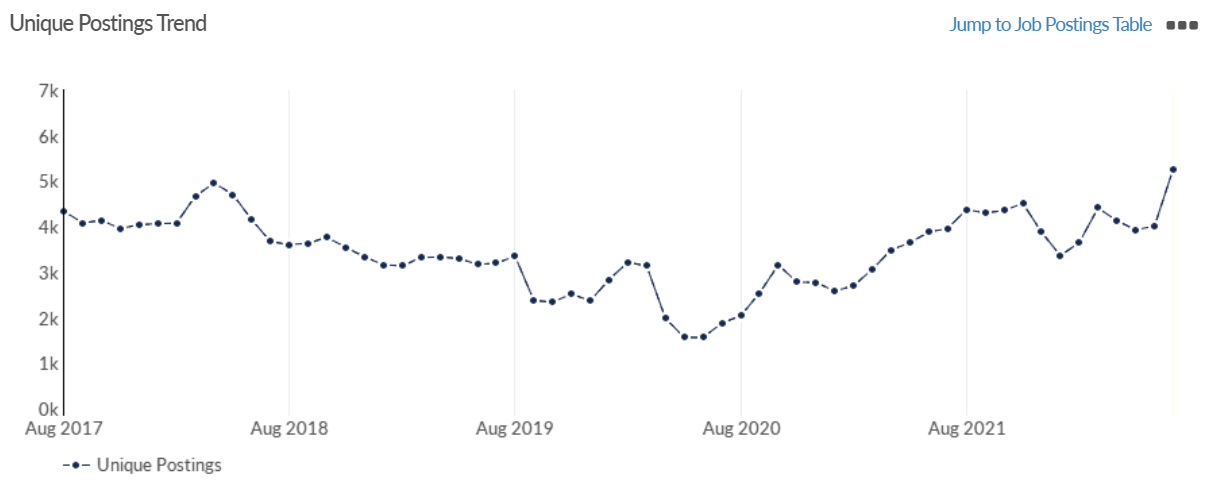 Unique Postings Trend
Jump to Job Postings Table
7k
6k
5k
4k
3k
2k
1k
0k
Aug 2017 Aug 2018 Aug 2019 Aug 2020 Aug 2021
Unique Postings